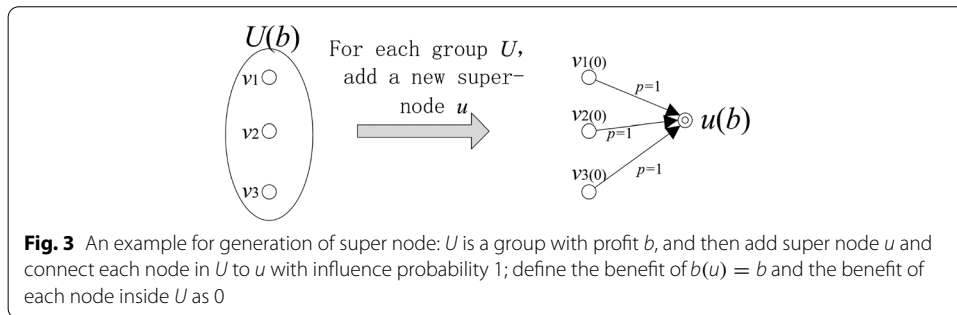 U(b)
For each group U,
add a new super-
node u
v1
v2
v3
v1(0)
p=1
v2(0)
p=1
u(b)
v3(0)
p=1
Fig. 3 An example for generation of super node: U is a group with profit b, and then add super node u and
connect each node in U to u with influence probability 1; define the benefit of b(u) = b and the benefit of
each node inside U as 0